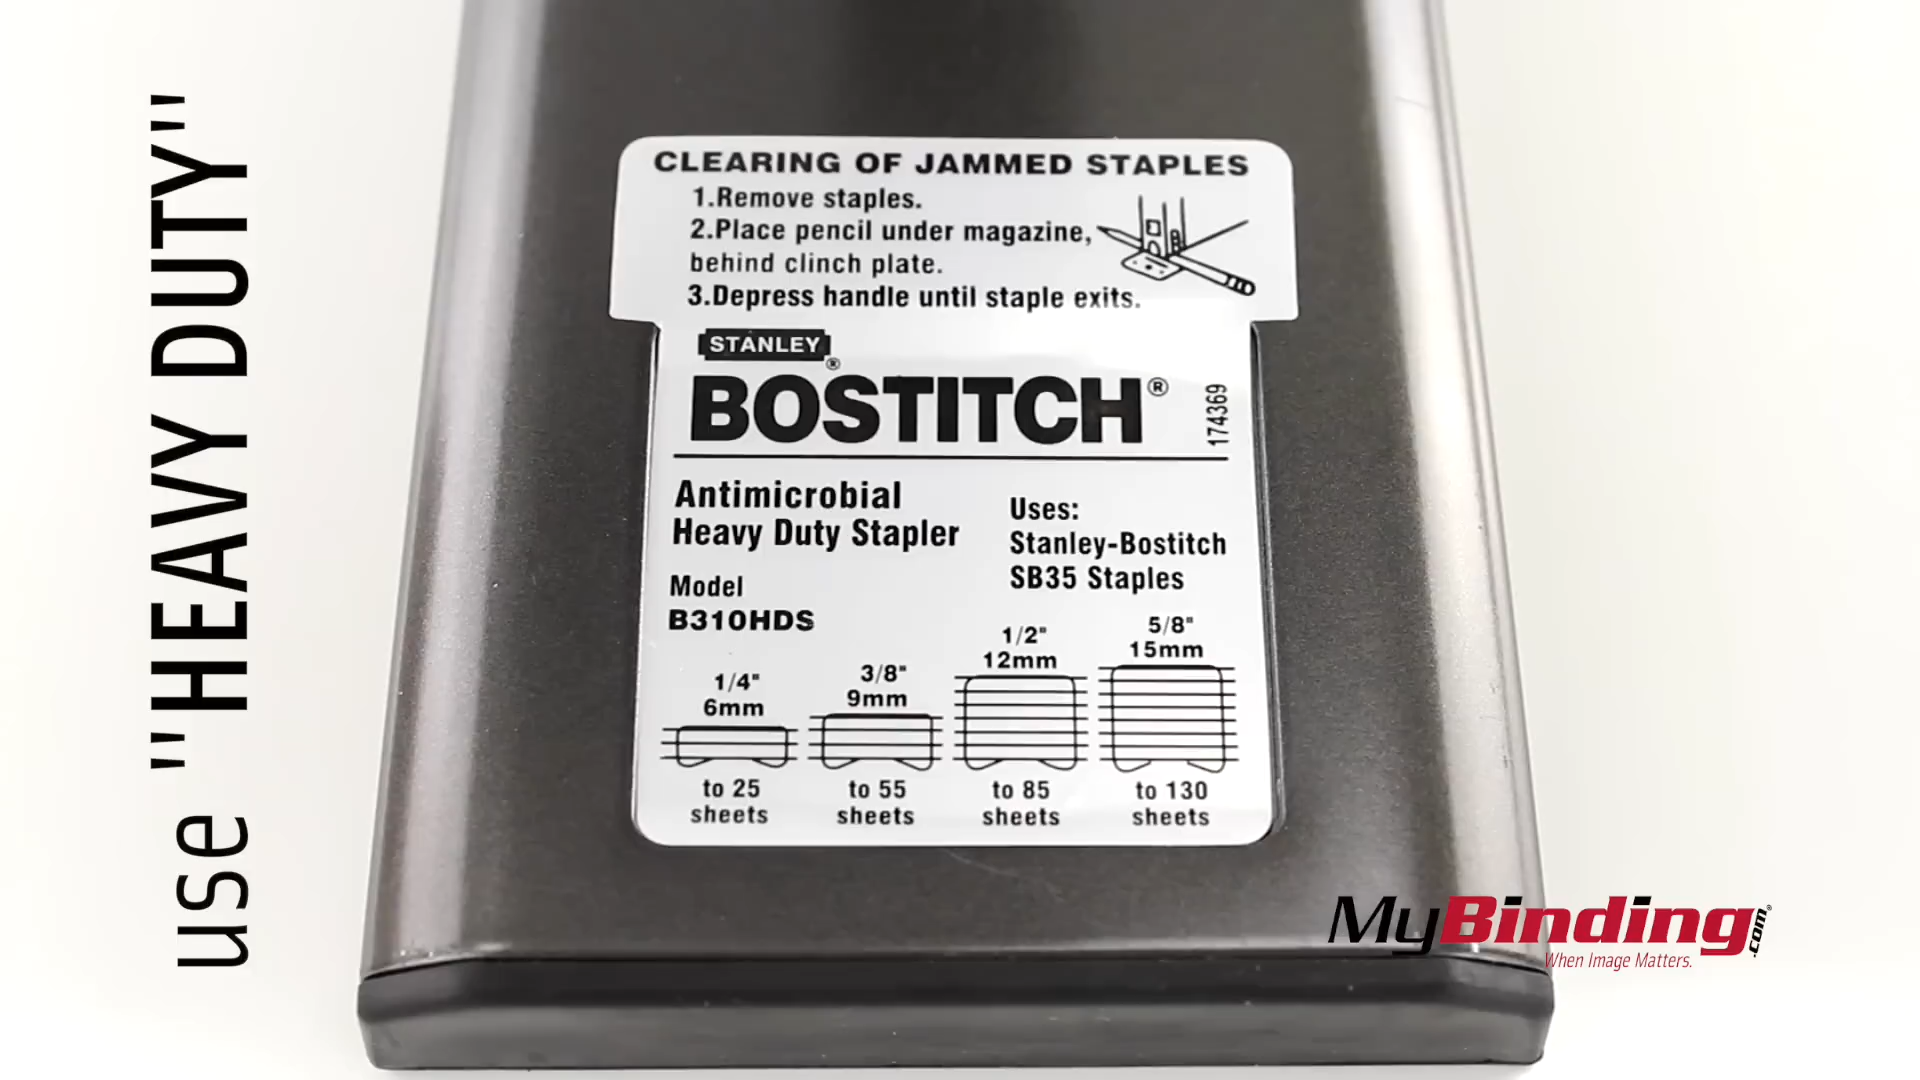 use "HEAVY DUTY"
CLEARING OF JAMMED STAPLES
1.Remove staples.
2.Place pencil under magazine,
behind clinch plate.
3.Depress handle until staple exits.
STANLEY®
BOSTITCH®
174369
Antimicrobial
Heavy Duty Stapler
Model
B310HDS
Uses:
Stanley-Bostitch
SB35 Staples
1/4"
6mm
to 25
sheets
3/8"
9mm
to 55
sheets
1/2"
12mm
to 85
sheets
5/8"
15mm
to 130
sheets
MyBinding.com®
When Image Matters.